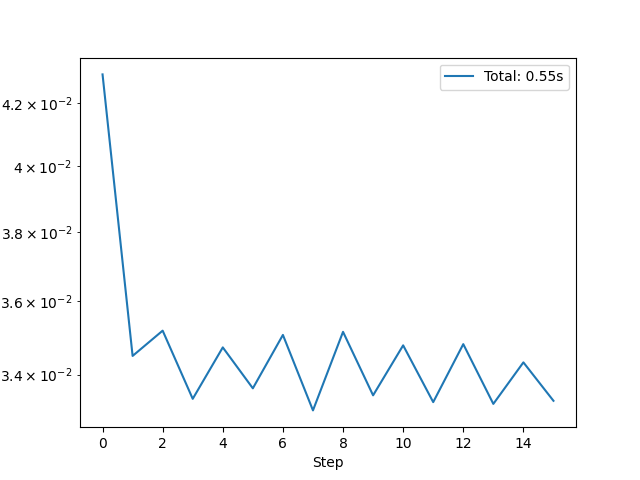 Total: 0.55s
4.2 × 10⁻²
4 × 10⁻²
3.8 × 10⁻²
3.6 × 10⁻²
3.4 × 10⁻²
0 2 4 6 8 10 12 14
Step